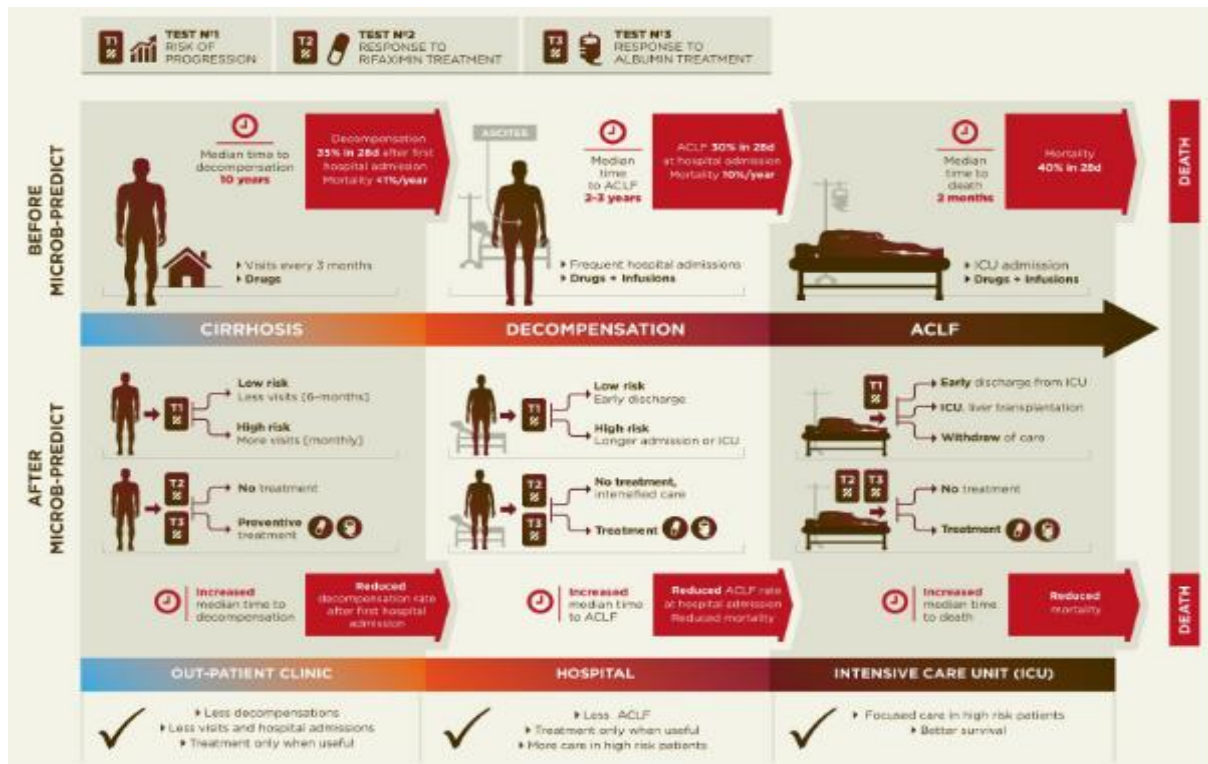 T1
TEST Nº1
RISK OF
PROGRESSION
T2
TEST Nº2
RESPONSE TO
RIFAXIMIN TREATMENT
T3
TEST Nº3
RESPONSE TO
ALBUMIN TREATMENT
BEFORE
MICROB-PREDICT
Median time to
decompensation
10 years
Decompensation
35% in 28d after first
hospital admission
Mortality <1%/year
Visits every 3 months
Drugs
ASCITES
Median
time
to ACLF
2-3 years
ACLF 30% in 28d
at hospital admission
Mortality 10%/year
Frequent hospital admissions
Drugs + Infusions
Median
time to
death
2 months
Mortality
40% in 28d
ICU admission
Drugs + Infusions
DEATH
CIRRHOSIS
DECOMPENSATION
ACLF
AFTER
MICROB-PREDICT
T1
Low risk
Less visits (6-months)
High risk
More visits (monthly)
T1
Low risk
Early discharge
High risk
Longer admission or ICU
T1
Early discharge from ICU
ICU, liver transplantation
Withdrew of care
T2
T3
No treatment
Preventive
treatment
T2
T3
No treatment,
intensified care
Treatment
T2 T3
No treatment
Treatment
Increased
median time to
decompensation
Reduced
decompensation rate
after first hospital
admission
Increased
median time
to ACLF
Reduced ACLF rate
at hospital admission
Reduced mortality
Increased
median time
to death
Reduced
mortality
DEATH
OUT-PATIENT CLINIC
HOSPITAL
INTENSIVE CARE UNIT (ICU)
Less decompensations
Less visits and hospital admissions
Treatment only when useful
Less ACLF
Treatment only when useful
More care in high risk patients
Focused care in high risk patients
Better survival